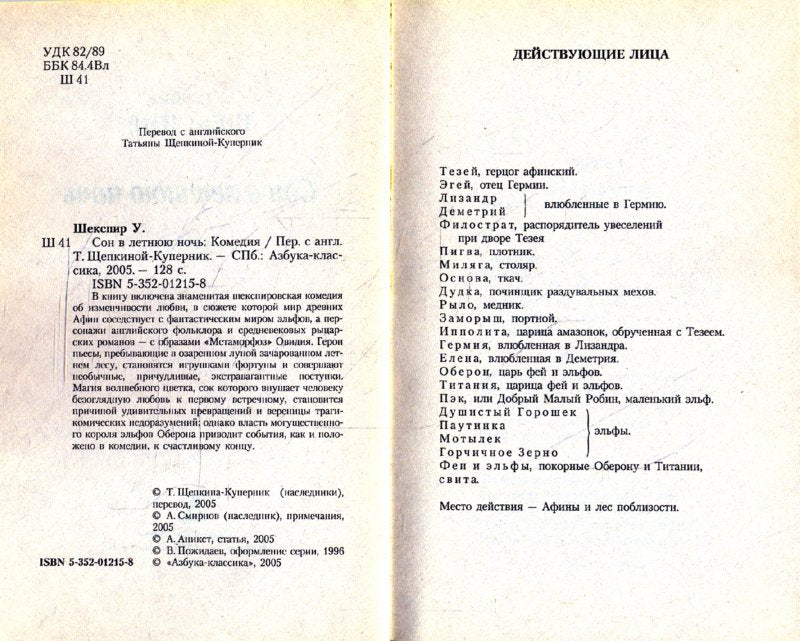 УДК 82/89
ББК 84.4Вл
Ш 41
Перевод с английского
Татьяны Щепкиной-Куперник
Шекспир У.
Ш 41 Сон в летнюю ночь: Комедия / Пер. с англ.
Т. Щепкиной-Куперник. — СПб.: Азбука-клас-
сика, 2005. — 128 с.
ISBN 5-352-01215-8
В книгу включена знаменитая шекспировская комедия
об изменчивости любви, в сюжете которой мир древних
Афин соседствует с фантастическим миром эльфов, а пер-
сонажи английского фольклора и средневековых рыцар-
ских романов — с образами «Метаморфоз» Овидия. Герои
пьесы, пребывающие в озаренном луной зачарованном лет-
нем лесу, становятся игрушками фортуны и совершают
необычные, причудливые, экстравагантные поступки.
Магия волшебного цветка, сок которого внушает человеку
безоглядную любовь к первому встречному, становится
причиной удивительных превращений и вереницы траги-
комических недоразумений; однако власть могущественно-
го короля эльфов Оберона приводит события, как и поло-
жено в комедии, к счастливому концу.
© Т. Щепкина-Куперник (наследники),
перевод, 2005
© А. Смирнов (наследник), примечания,
2005
© А. Аникст, статья, 2005
© В. Пожидаев, оформление серии, 1996
ISBN 5-352-01215-8 © «Азбука-классика», 2005
ДЕЙСТВУЮЩИЕ ЛИЦА
Тезей, герцог афинский.
Эгей, отец Гермии.
Лизандр
влюбленные в Гермию.
Деметрий
Филострат, распорядитель увеселений
при дворе Тезея
Пигва, плотник.
Миляга, столяр.
Основа, ткач.
Дудка, починщик раздувальных мехов.
Рыло, медник.
Заморыш, портной.
Ипполита, царица амазонок, обрученная с Тезеем.
Гермия, влюбленная в Лизандра.
Елена, влюбленная в Деметрия.
Оберон, царь фей и эльфов.
Титания, царица фей и эльфов.
Пэк, или Добрый Малый Робин, маленький эльф.
Душистый Горошек
Паутинка
эльфы.
Мотылек
Горчичное Зерно
Феи и эльфы, покорные Оберону и Титании,
свита.
Место действия — Афины и лес поблизости.